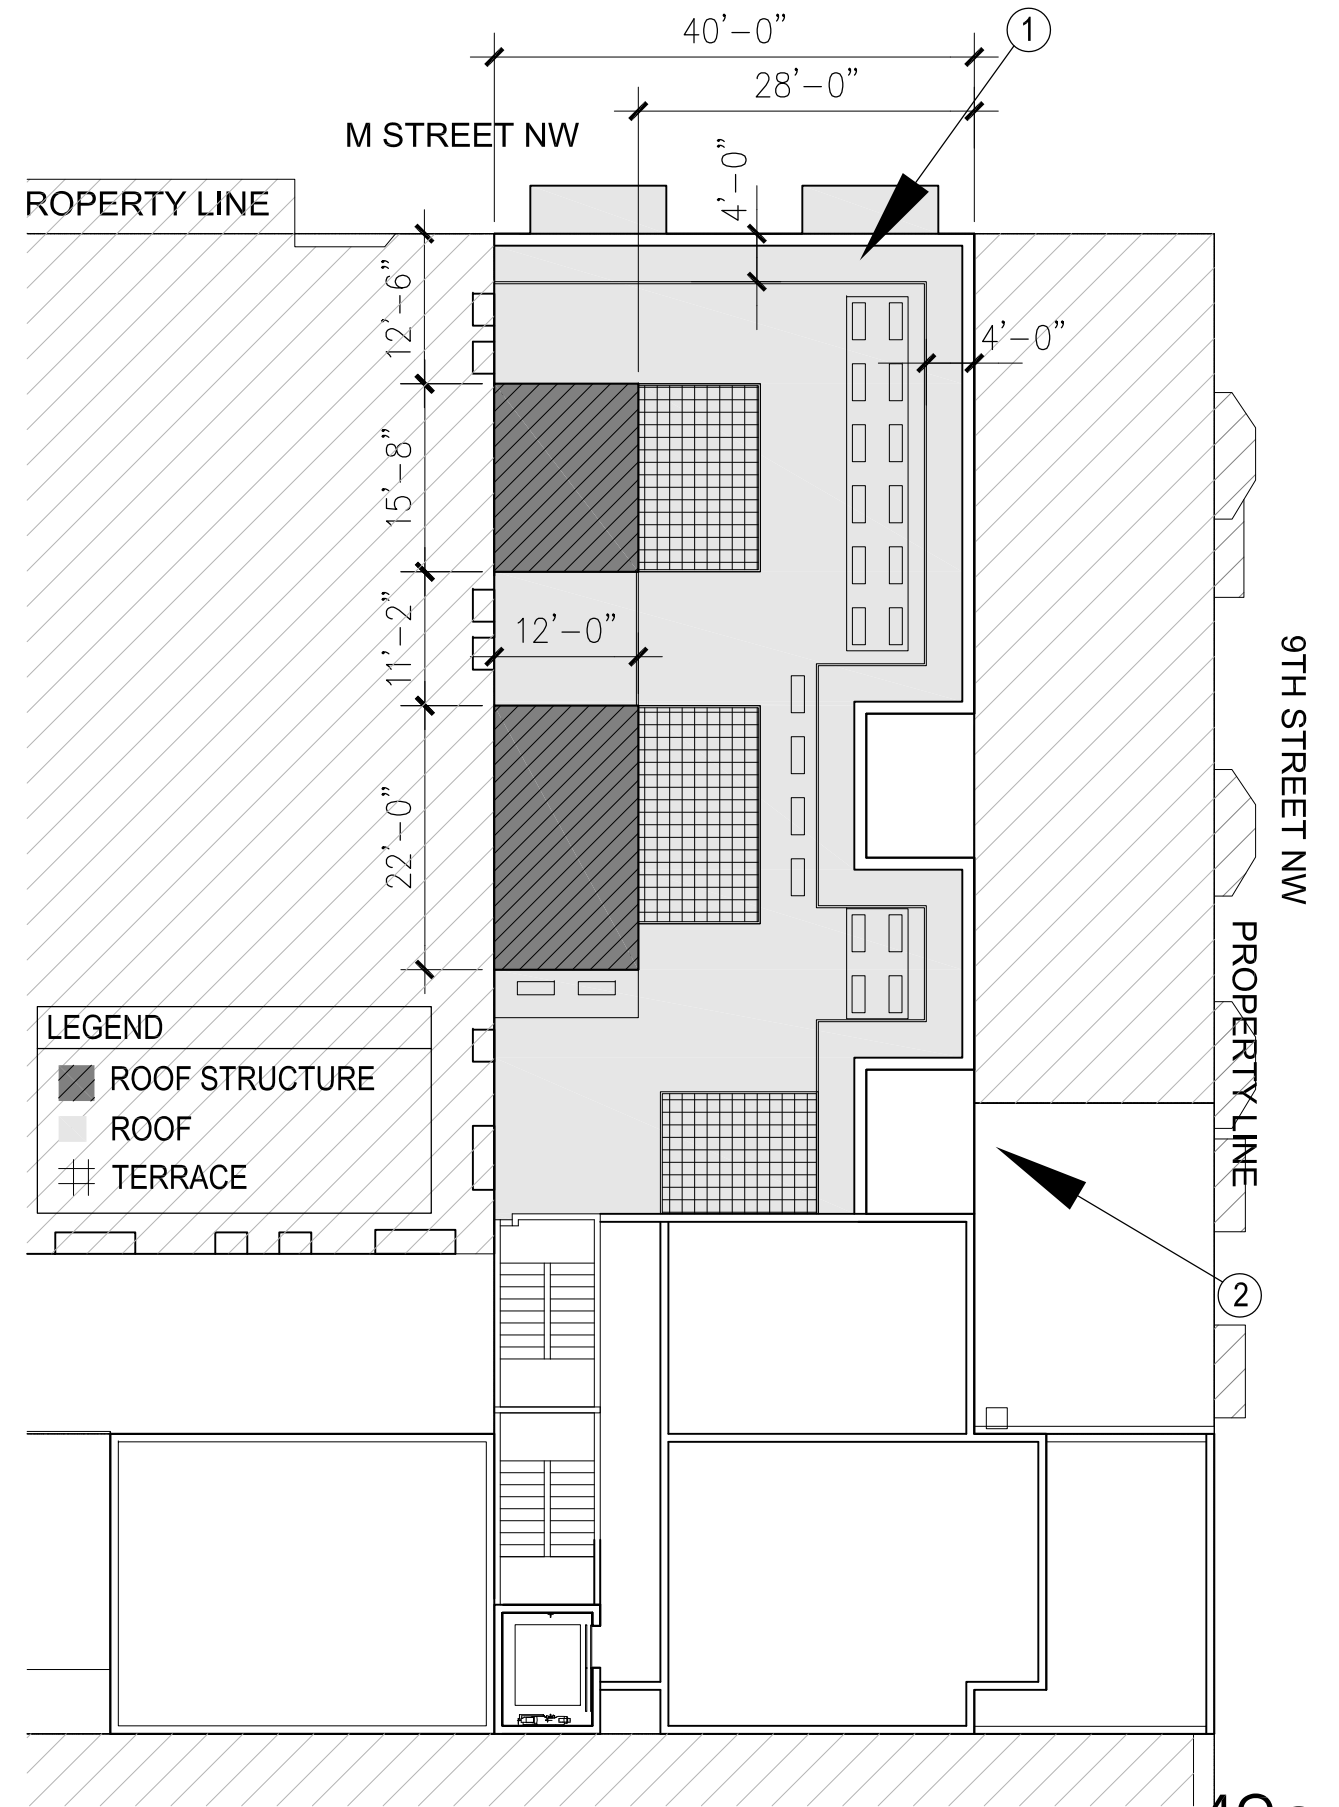 40'-0"
1
28'-0"
M STREET NW
4'-0"
ROPERTY LINE
12'-6"
4'-0"
15'-8"
11'-2"
12'-0"
9TH STREET NW
22'-0"
PROPERTY LINE
LEGEND
ROOF STRUCTURE
ROOF
TERRACE
2